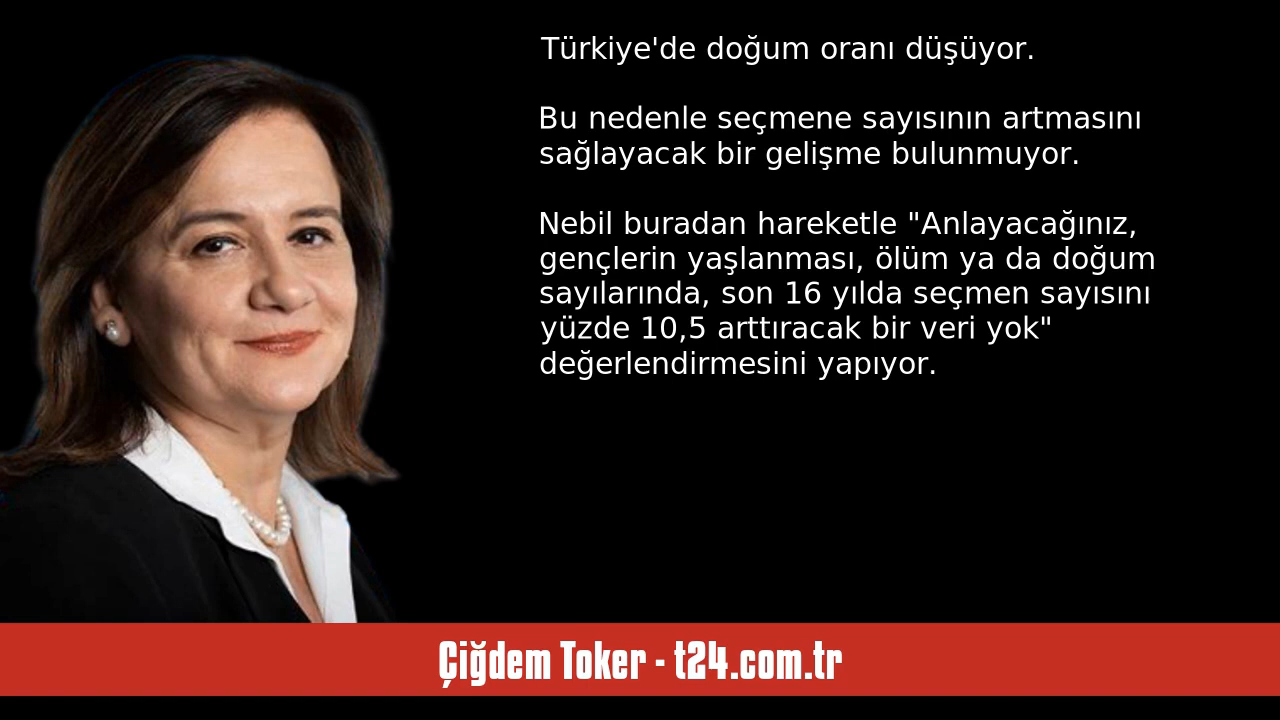 Türkiye'de doğum oranı düşüyor.
Bu nedenle seçmene sayısının artmasını
sağlayacak bir gelişme bulunmuyor.
Nebil buradan hareketle "Anlayacağınız,
gençlerin yaşlanması, ölüm ya da doğum
sayılarında, son 16 yılda seçmen sayısını
yüzde 10,5 arttıracak bir veri yok"
değerlendirmesini yapıyor.
Çiğdem Toker - t24.com.tr